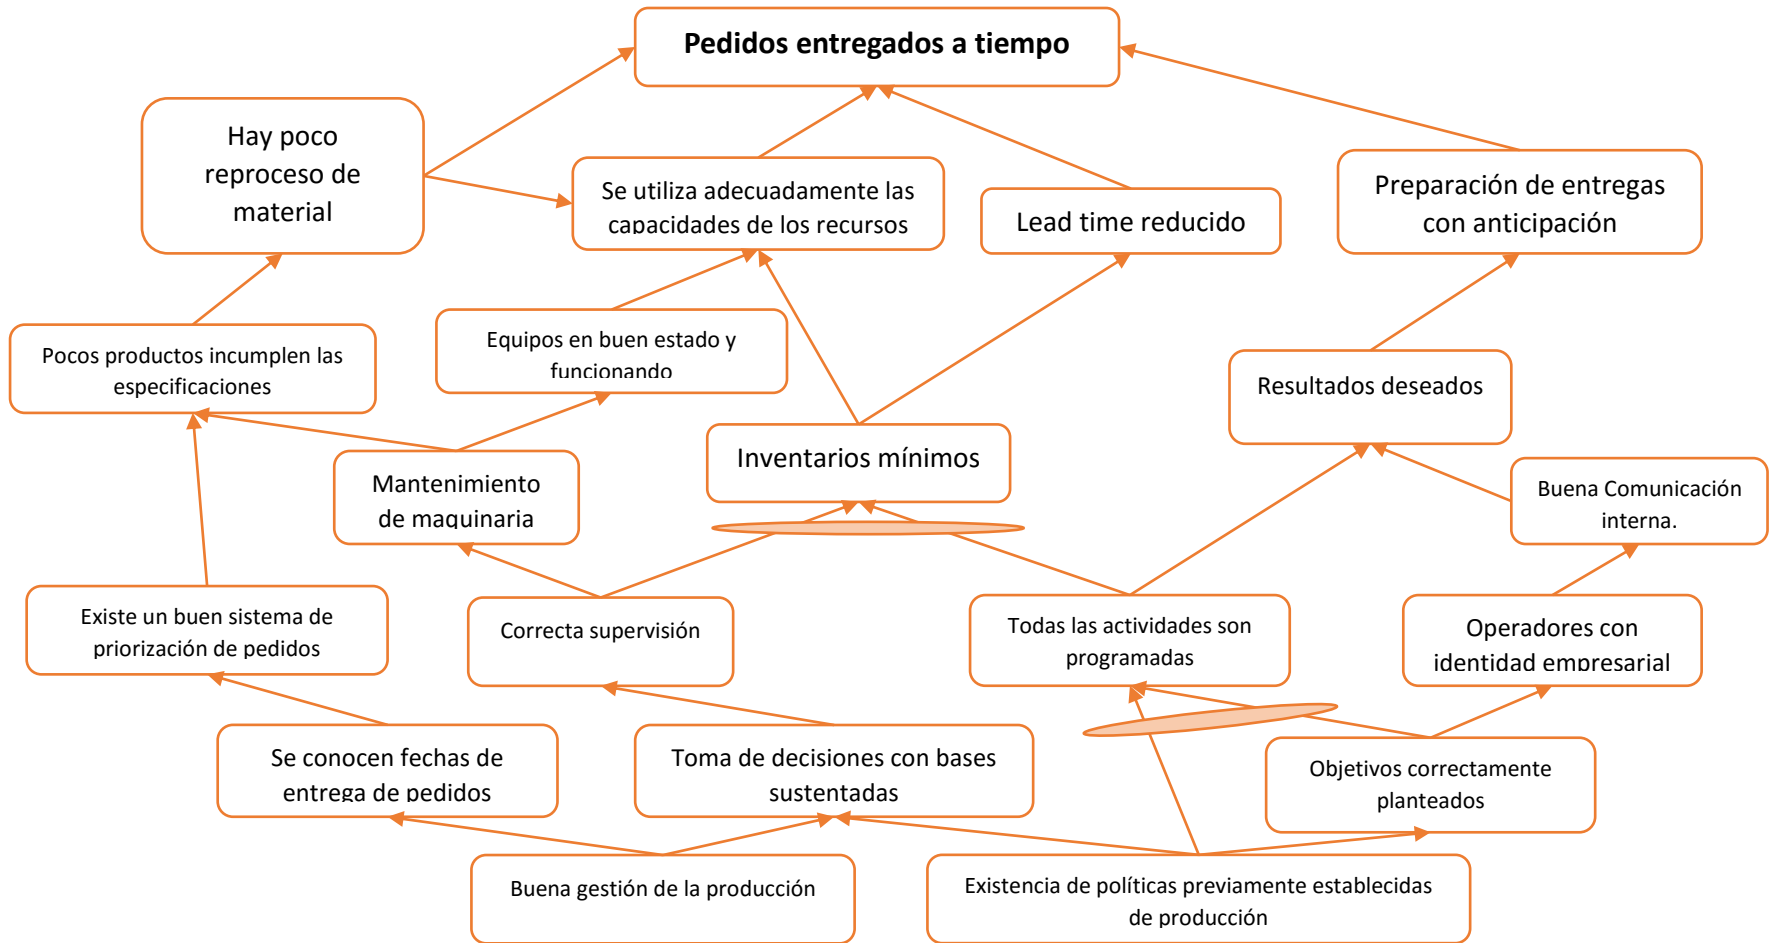 Pedidos entregados a tiempo
Hay poco
reproceso de
material
Se utiliza adecuadamente las
capacidades de los recursos
Lead time reducido
Preparación de entregas
con anticipación
Pocos productos incumplen las
especificaciones
Equipos en buen estado y
funcionando
Resultados deseados
Mantenimiento
de maquinaria
Inventarios mínimos
Buena Comunicación
interna.
Existe un buen sistema de
priorización de pedidos
Correcta supervisión
Todas las actividades son
programadas
Operadores con
identidad empresarial
Se conocen fechas de
entrega de pedidos
Toma de decisiones con bases
sustentadas
Objetivos correctamente
planteados
Buena gestión de la producción
Existencia de políticas previamente establecidas
de producción